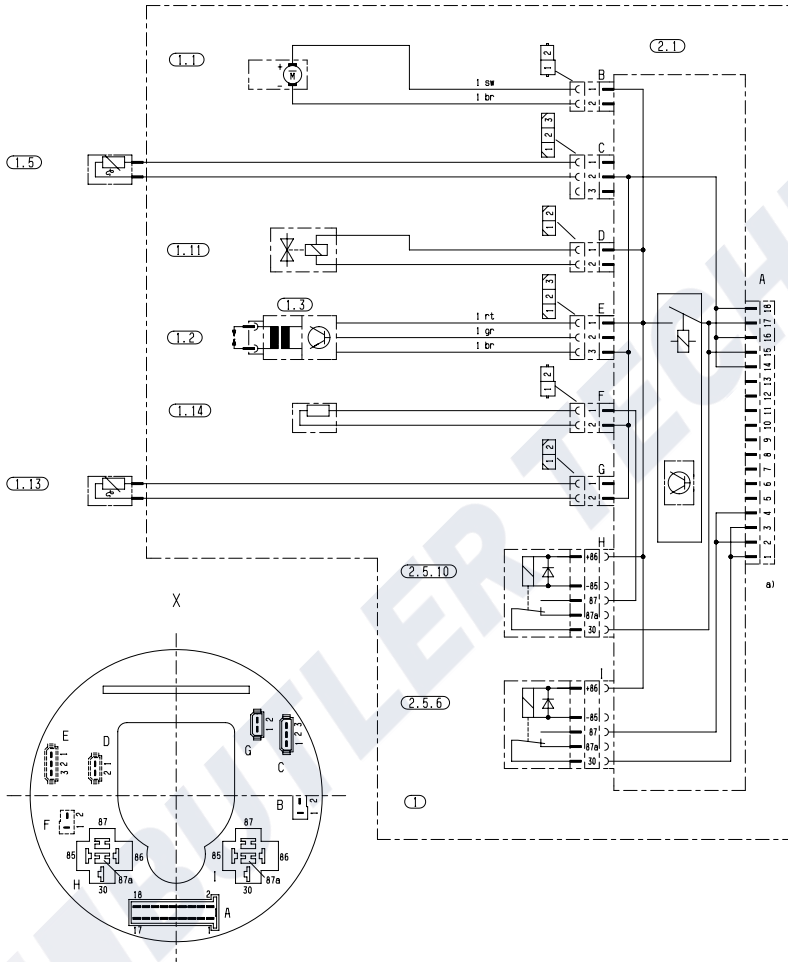 1.1
+
M
-
2
1
1 sw
1 br
B
1
2
2.1
1.5
3
2
1
C
1
2
3
1.11
2
1
D
1
2
A
1.3
1.2
1 rt
1 gr
1 br
3
2
1
E
1
2
3
18
17
16
15
14
13
12
11
10
9
8
7
6
5
4
3
2
1
a)
1.14
2
1
F
1
2
1.13
2
1
G
1
2
2.5.10
H
+86
-85
87
87a
30
X
2.5.6
I
+86
-85
87
87a
30
1
E
3 2 1
D
2 1
G
1 2
C
1 2 3
B
1 2
F
1 2
87
85
86
87a
H
30
87
85
86
87a
I
30
18
2
A
17
1
BUTLER TECH